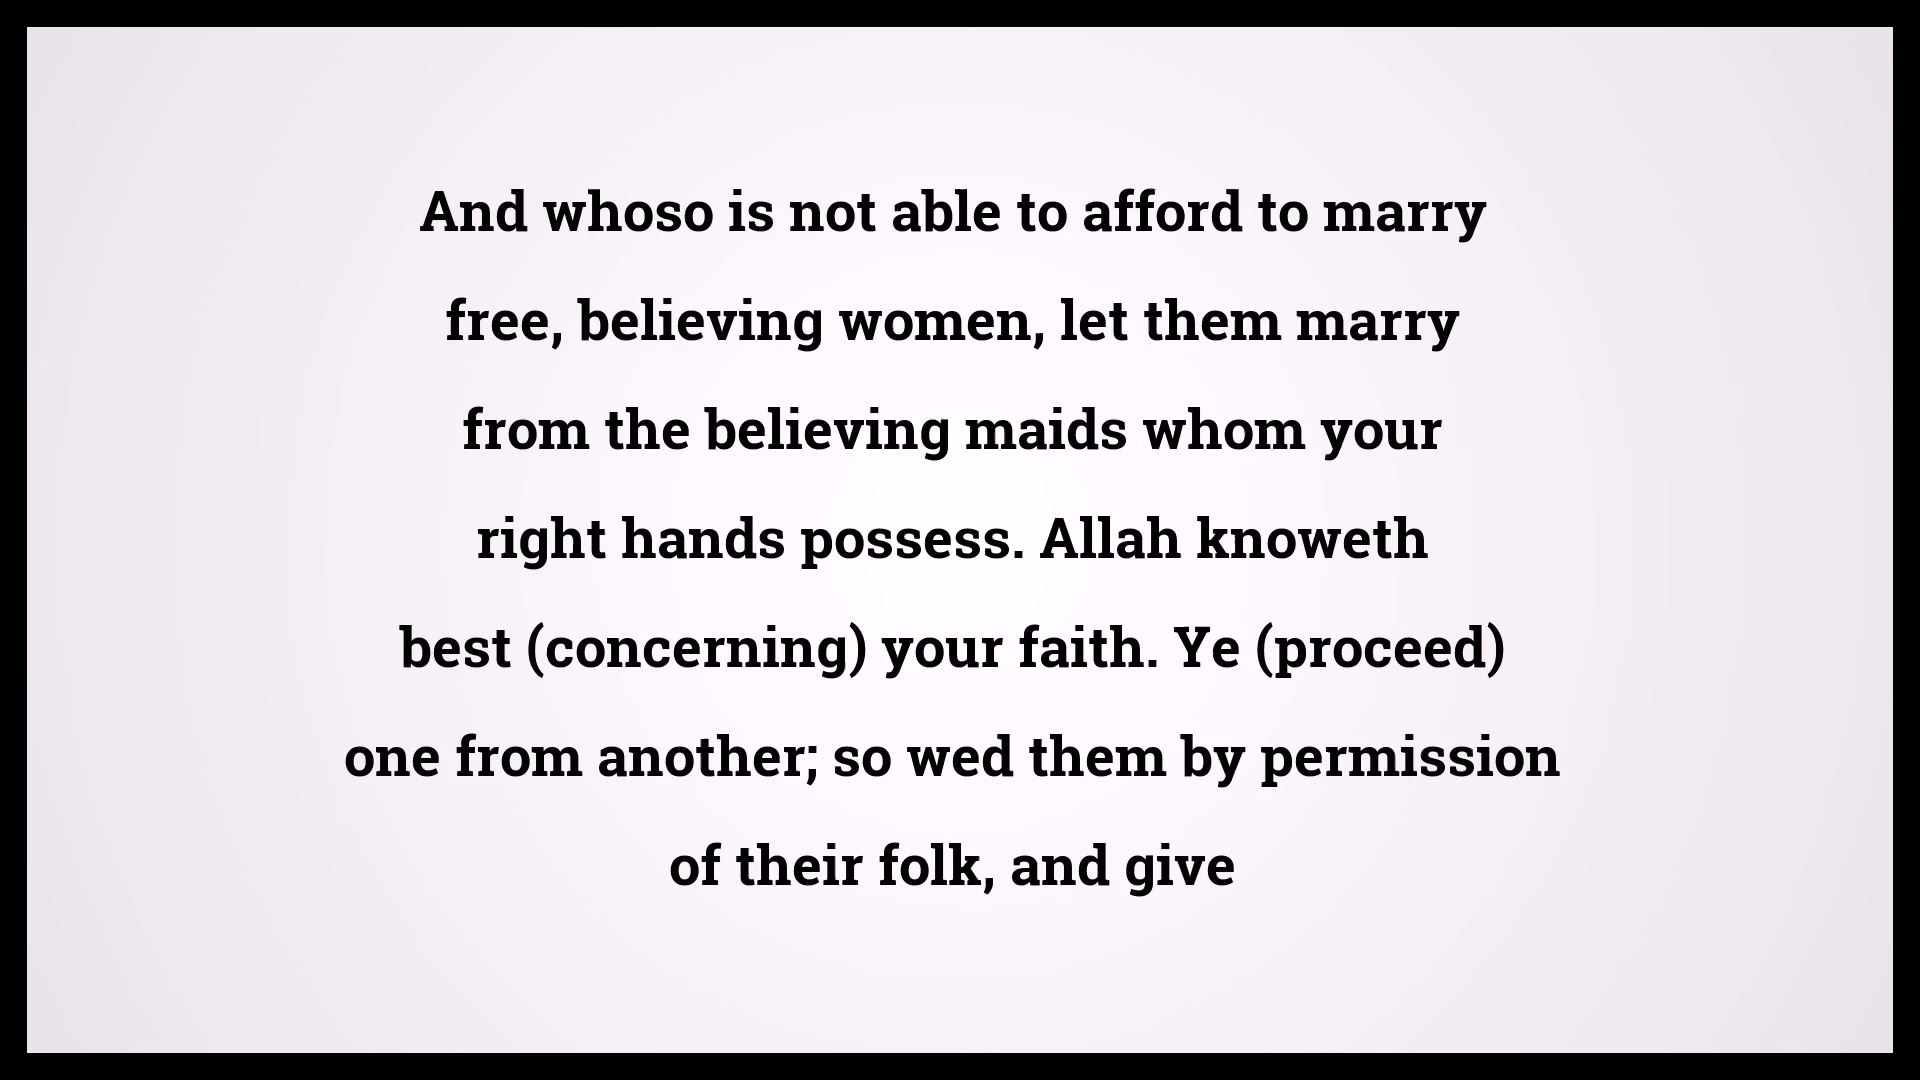 And whoso is not able to afford to marry
free, believing women, let them marry
from the believing maids whom your
right hands possess. Allah knoweth
best (concerning) your faith. Ye (proceed)
one from another; so wed them by permission
of their folk, and give